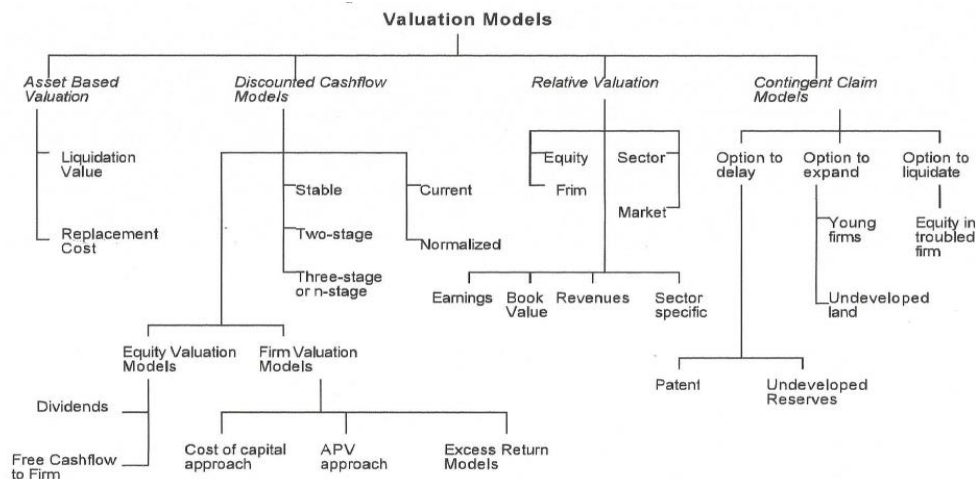 Valuation Models
Asset Based
Valuation
Discounted Cashflow
Models
Relative Valuation
Contingent Claim
Models
Liquidation
Value
Replacement
Cost
Stable
Two-stage
Three-stage
or n-stage
Current
Normalized
Equity
Frim
Sector
Market
Option to
delay
Option to
expand
Option to
liquidate
Young
firms
Undeveloped
land
Equity in
troubled
firm
Earnings
Book
Value
Revenues
Sector
specific
Patent
Undeveloped
Reserves
Equity Valuation
Models
Firm Valuation
Models
Dividends
Free Cashflow
to Firm
Cost of capital
approach
APV
approach
Excess Return
Models